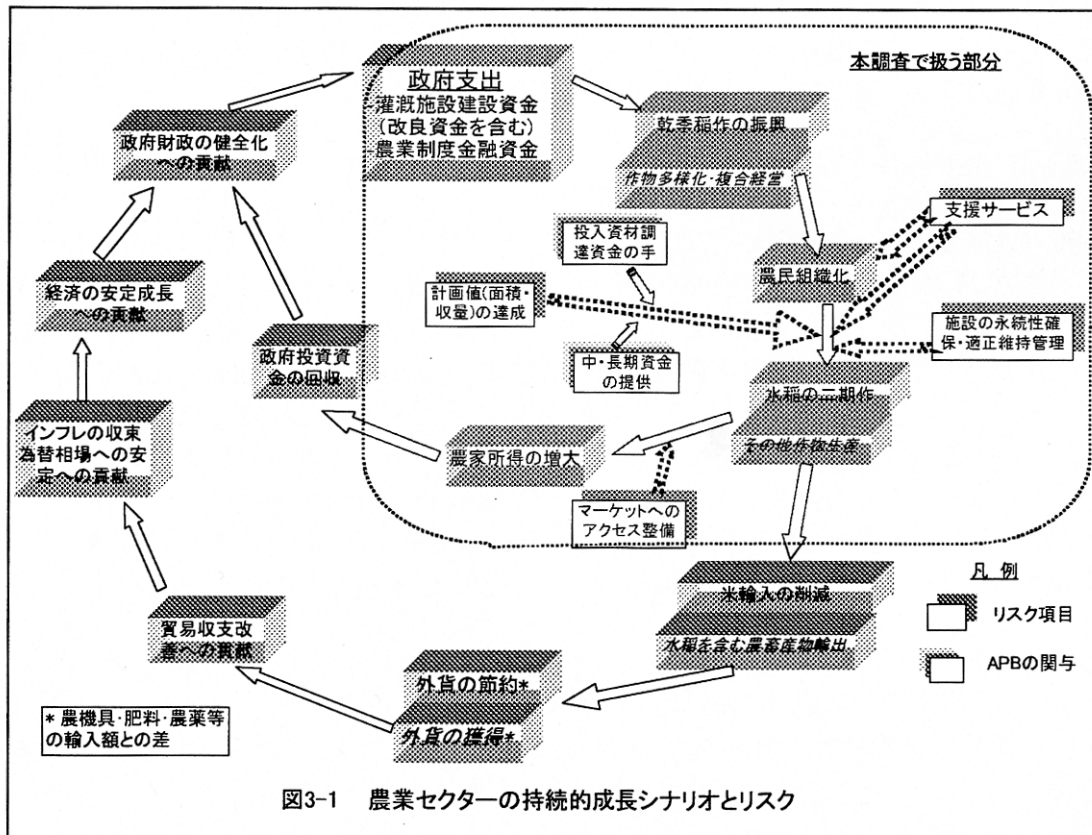 本調査で扱う部分
政府支出
-灌漑施設建設資金
(改良資金を含む)
-農業制度金融資金
乾季稲作の振興
作物多様化・複合経営
政府財政の健全化
への貢献
支援サービス
投入資材調
達資金の手
農民組織化
経済の安定成長
への貢献
計画値(面積・
収量)の達成
施設の永続性確
保・適正維持管理
政府投資資
金の回収
中・長期資金
の提供
水稲の二期作
その他作物生産
インフレの収束
為替相場への安
定への貢献
農家所得の増大
マーケットへの
アクセス整備
凡 例
リスク項目
APBの関与
米輸入の削減
水稲を含む農畜産物輸出
貿易収支改
善への貢献
外貨の節約*
外貨の獲得*
* 農機具・肥料・農薬等
の輸入額との差
図3-1 農業セクターの持続的成長シナリオとリスク